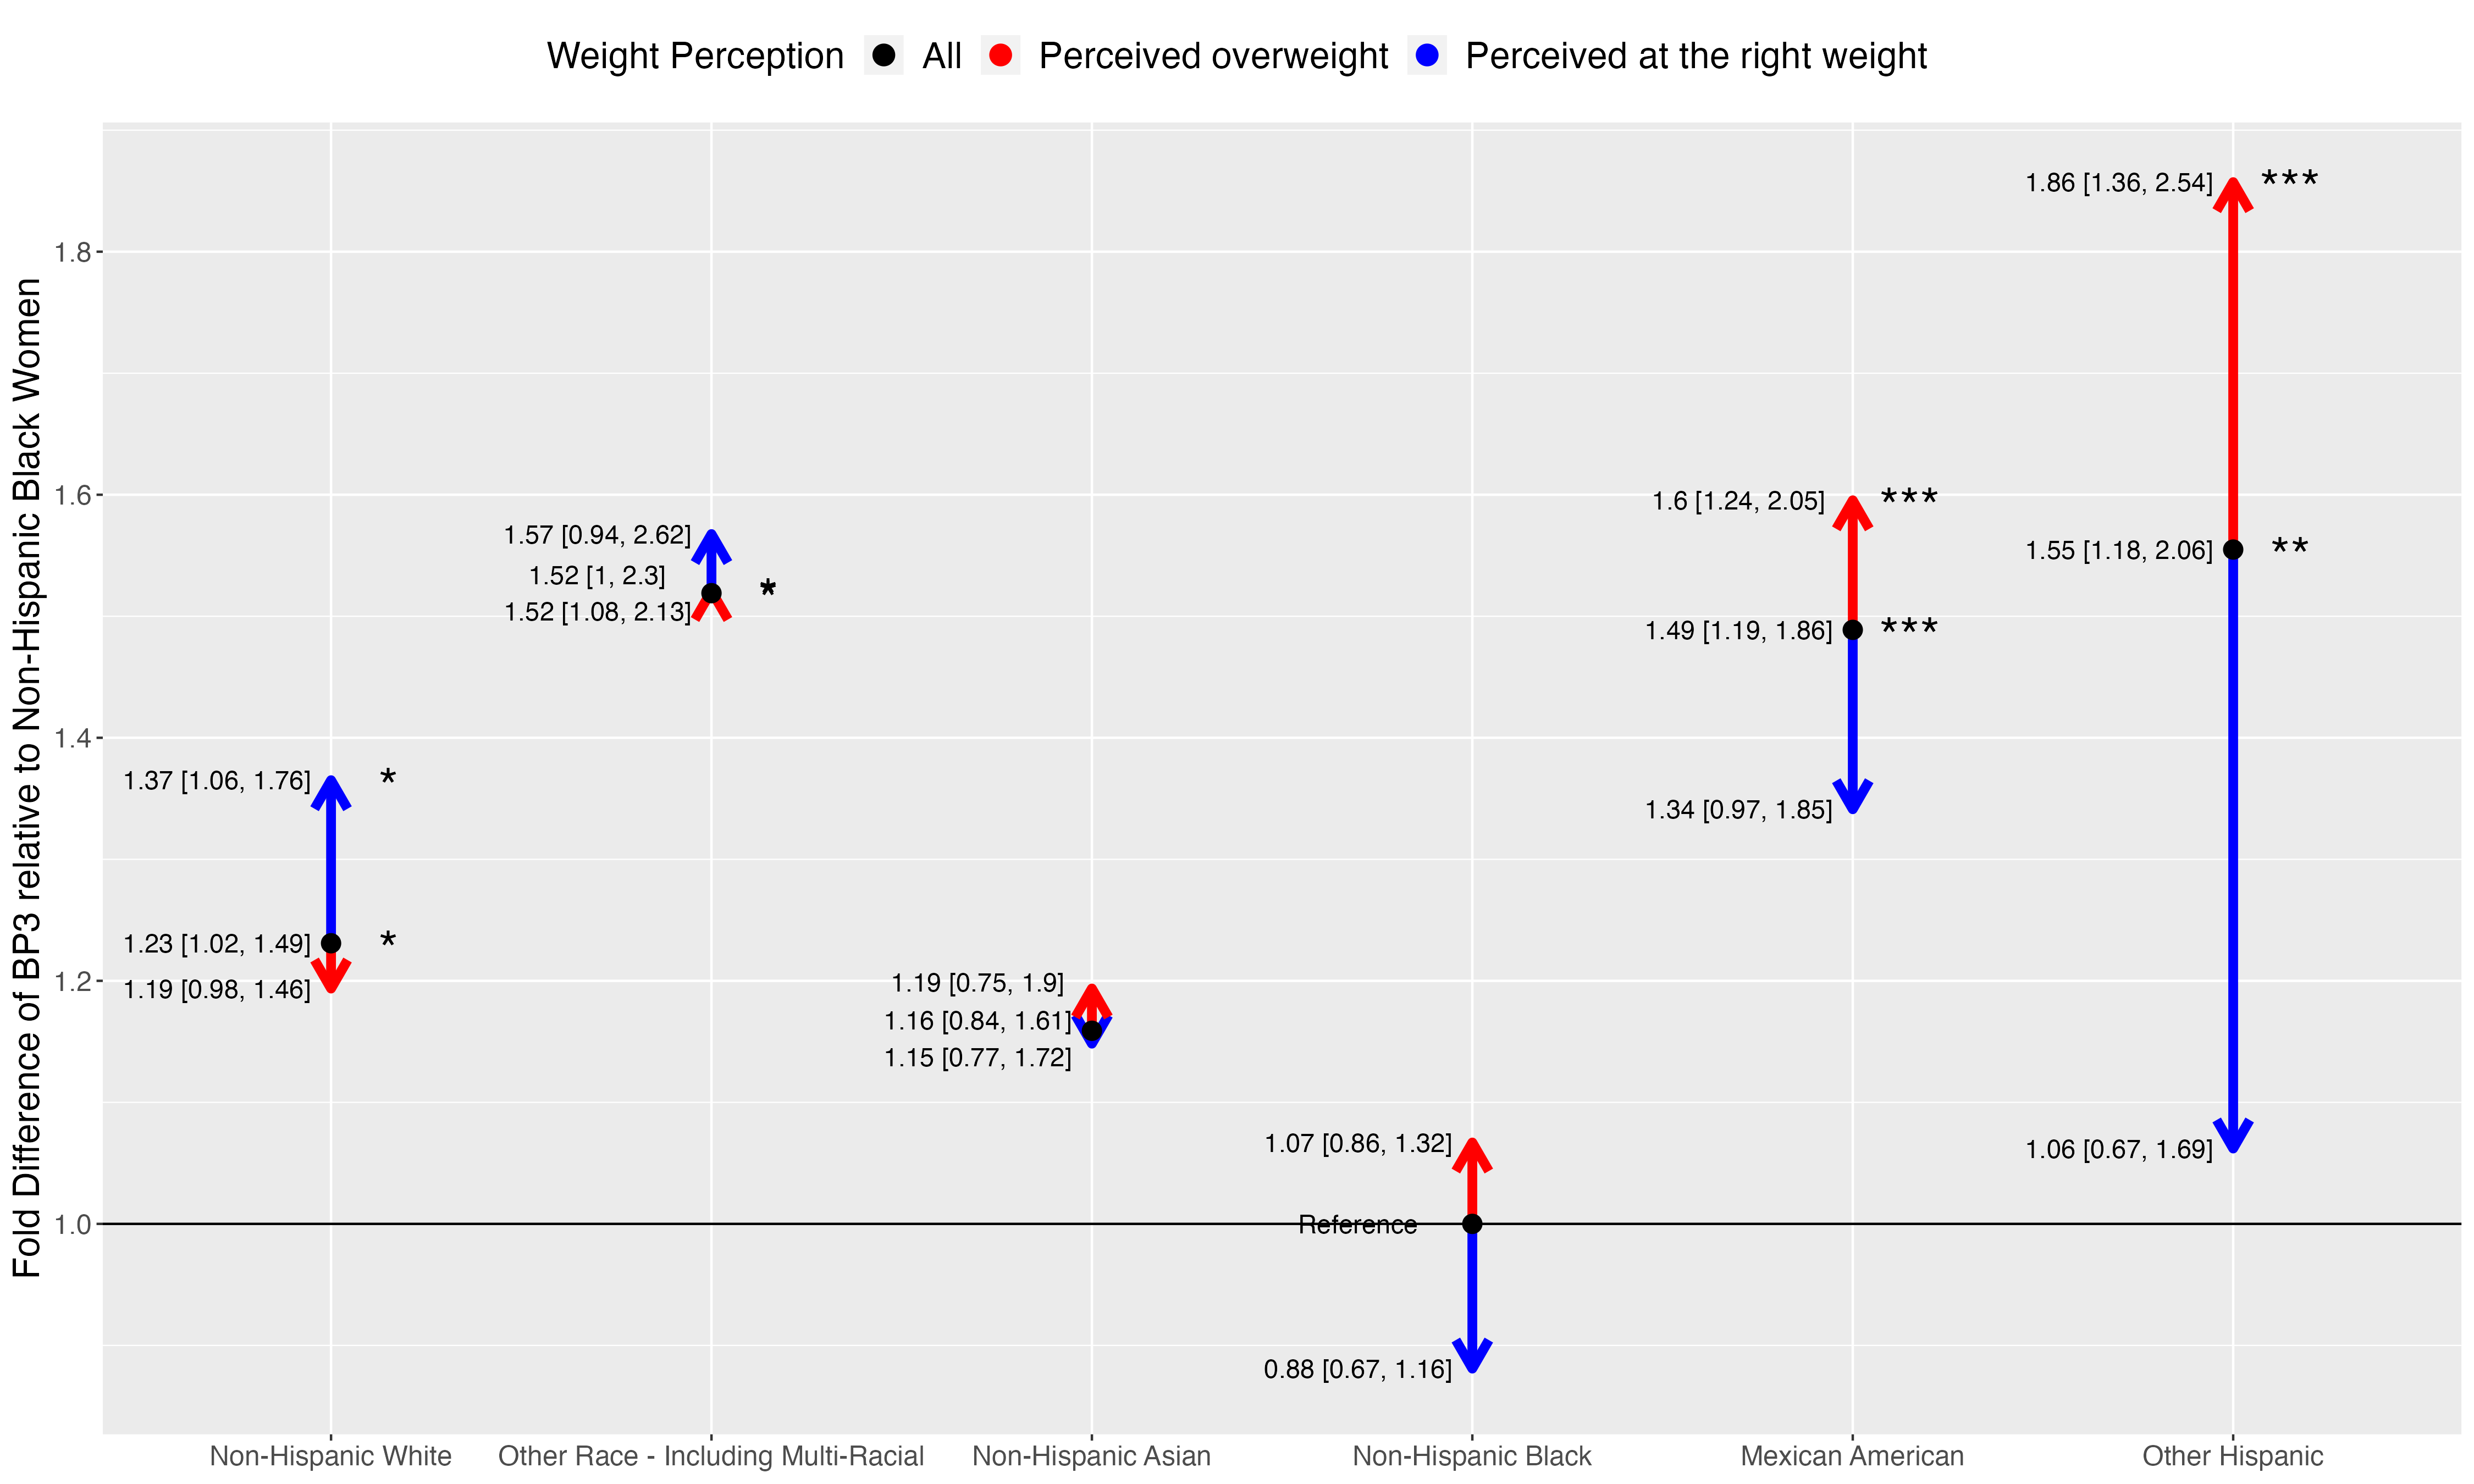 Weight Perception All Perceived overweight Perceived at the right weight
Fold Difference of BP3 relative to Non-Hispanic Black Women
1.8
1.6
1.4
1.2
1.0
1.37 [1.06, 1.76] *
1.23 [1.02, 1.49] *
1.19 [0.98, 1.46]
1.57 [0.94, 2.62]
1.52 [1, 2.3] *
1.52 [1.08, 2.13]
1.19 [0.75, 1.9]
1.16 [0.84, 1.61]
1.15 [0.77, 1.72]
1.07 [0.86, 1.32]
Reference
0.88 [0.67, 1.16]
1.6 [1.24, 2.05] ***
1.49 [1.19, 1.86] ***
1.34 [0.97, 1.85]
1.86 [1.36, 2.54] ***
1.55 [1.18, 2.06] **
1.06 [0.67, 1.69]
Non-Hispanic White
Other Race - Including Multi-Racial
Non-Hispanic Asian
Non-Hispanic Black
Mexican American
Other Hispanic